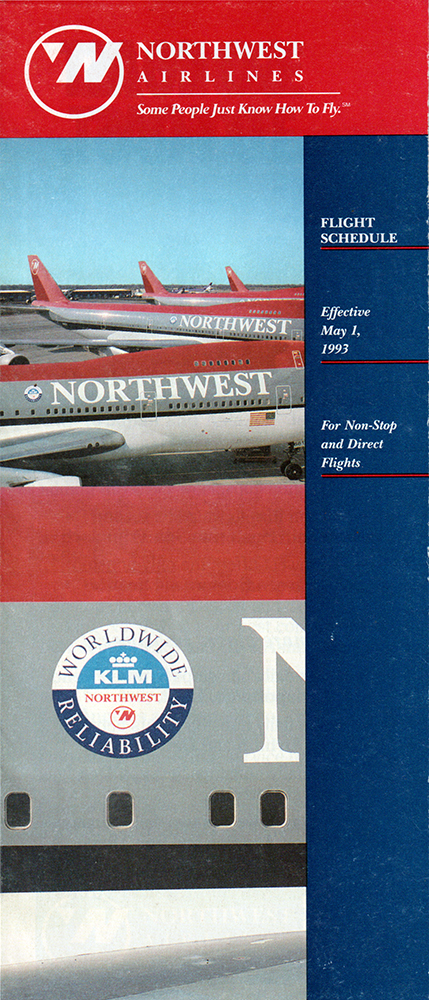 NORTHWEST
AIRLINES
Some People Just Know How To Fly.℠
FLIGHT
SCHEDULE
Effective
May 1,
1993
For Non-Stop
and Direct
Flights
NORTHWEST
NORTHWEST
WORLDWIDE
KLM
NORTHWEST
RELIABILITY
N